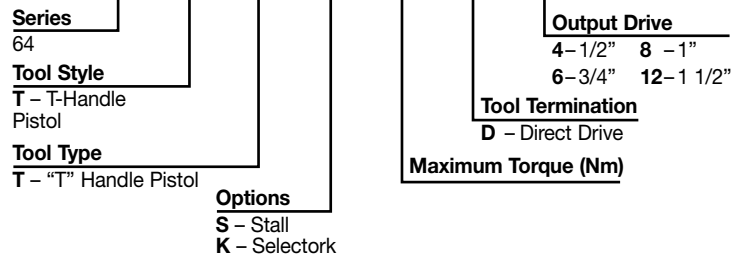 Series
64
Tool Style
T – T-Handle
Pistol
Tool Type
T – “T” Handle Pistol
Options
S – Stall
K – Selectork
Output Drive
4–1/2” 8 –1”
6–3/4” 12–1 1/2”
Tool Termination
D – Direct Drive
Maximum Torque (Nm)